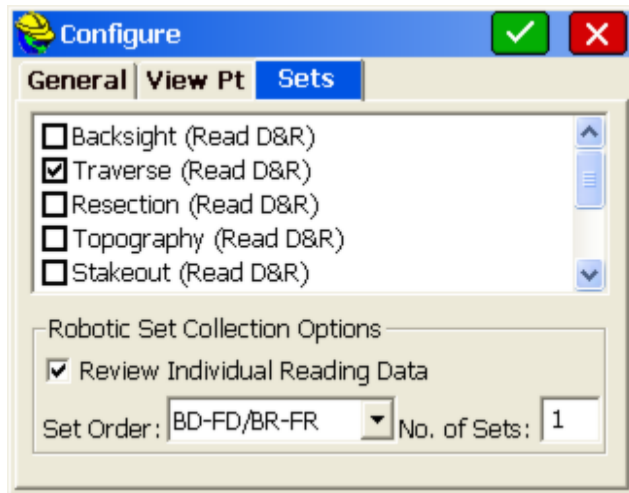 Configure
General View Pt Sets
Backsight (Read D&R)
Traverse (Read D&R)
Resection (Read D&R)
Topography (Read D&R)
Stakeout (Read D&R)
Robotic Set Collection Options
Review Individual Reading Data
Set Order: BD-FD/BR-FR No. of Sets: 1